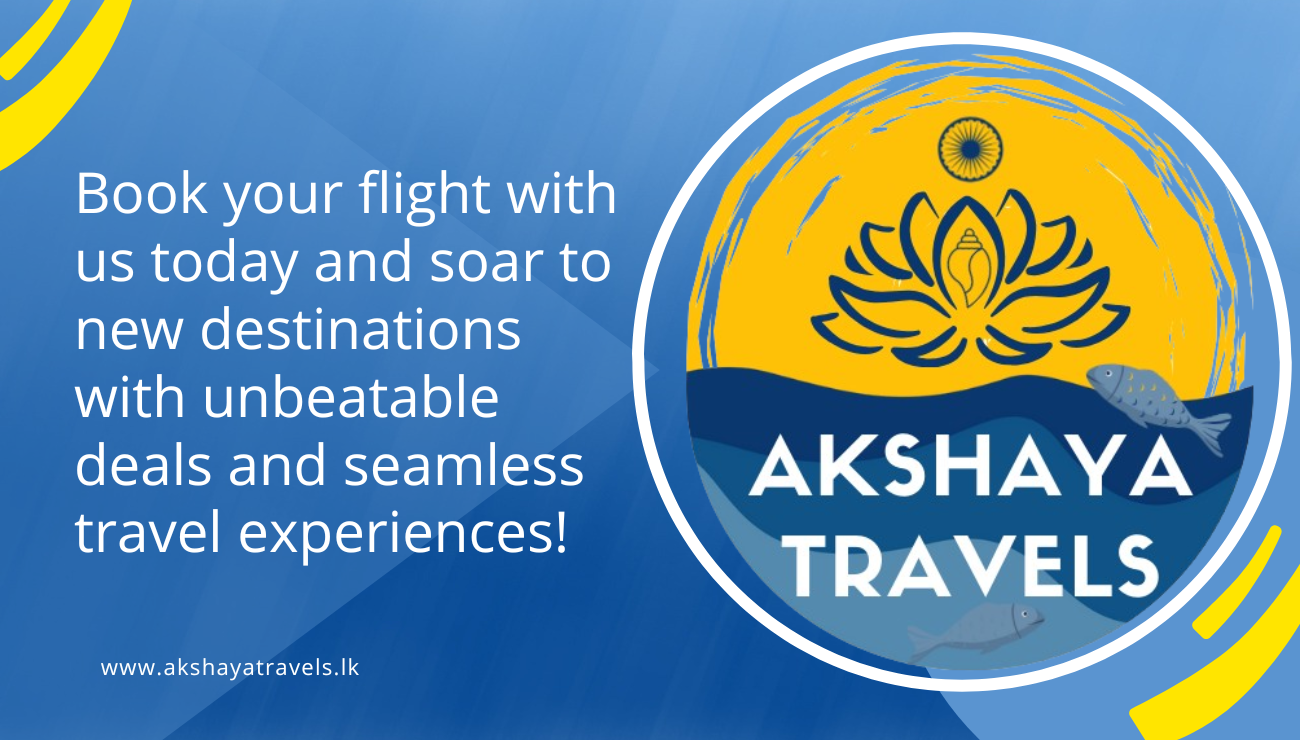 Book your flight with
us today and soar to
new destinations
with unbeatable
deals and seamless
travel experiences!
www.akshayatravels.lk
AKSHAYA
TRAVELS